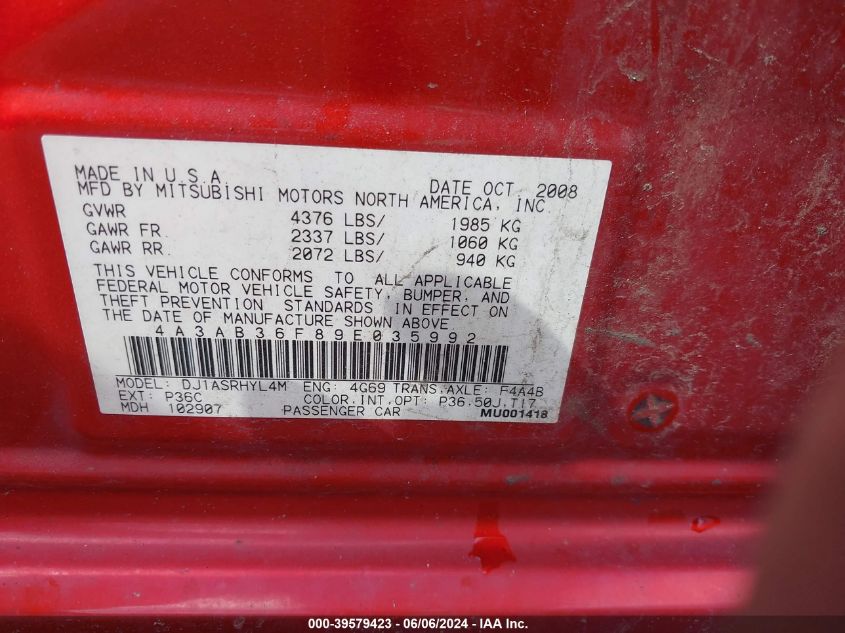 MADE IN U.S.A. DATE OCT. 2008
MFD BY MITSUBISHI MOTORS NORTH AMERICA, INC.
GVWR 4376 LBS/ 1985 KG
GAWR FR. 2337 LBS/ 1060 KG
GAWR RR. 2072 LBS/ 940 KG
THIS VEHICLE CONFORMS TO ALL APPLICABLE
FEDERAL MOTOR VEHICLE SAFETY, BUMPER, AND
THEFT PREVENTION STANDARDS IN EFFECT ON
THE DATE OF MANUFACTURE SHOWN ABOVE
4A3AB36F89E035992
MODEL: DJ1ASRHYL4M ENG: 4G69 TRANS.AXLE: F4A4B
EXT: P36C COLOR.INT.OPT: P36.50J.T17
MDH 102907 PASSENGER CAR MU001418
000-39579423 - 06/06/2024 - IAA Inc.